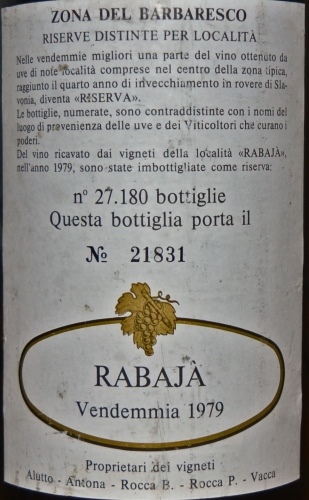 ZONA DEL BARBARESCO
RISERVE DISTINTE PER LOCALITÀ
Nelle vendemmie migliori una parte del vino ottenuto da
uve di note località comprese nel centro della zona tipica,
raggiunto il quarto anno di invecchiamento in rovere di Sla-
vonia, diventa «RISERVA».
Le bottiglie, numerate, sono contraddistinte con i nomi del
luogo di provenienza delle uve e dei Viticoltori che curano i
poderi.
Del vino ricavato dai vigneti della località «RABAJÀ»,
nell'anno 1979, sono state imbottigliate come riserva:
n° 27.180 bottiglie
Questa bottiglia porta il
№ 21831
RABAJÀ
Vendemmia 1979
Proprietari dei vigneti
Alutto - Antona - Rocca B. - Rocca P. - Vacca